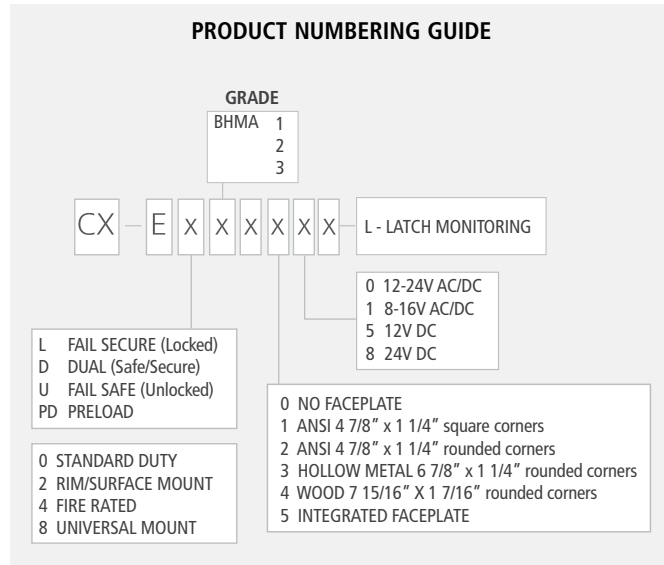 PRODUCT NUMBERING GUIDE
GRADE
BHMA 1
2
3
CX – E X X X X X X L - LATCH MONITORING
0 12-24V AC/DC
1 8-16V AC/DC
5 12V DC
8 24V DC
L FAIL SECURE (Locked)
D DUAL (Safe/Secure)
U FAIL SAFE (Unlocked)
PD PRELOAD
0 STANDARD DUTY
2 RIM/SURFACE MOUNT
4 FIRE RATED
8 UNIVERSAL MOUNT
0 NO FACEPLATE
1 ANSI 4 7/8” x 1 1/4” square corners
2 ANSI 4 7/8” x 1 1/4” rounded corners
3 HOLLOW METAL 6 7/8” x 1 1/4” rounded corners
4 WOOD 7 15/16” X 1 7/16” rounded corners
5 INTEGRATED FACEPLATE